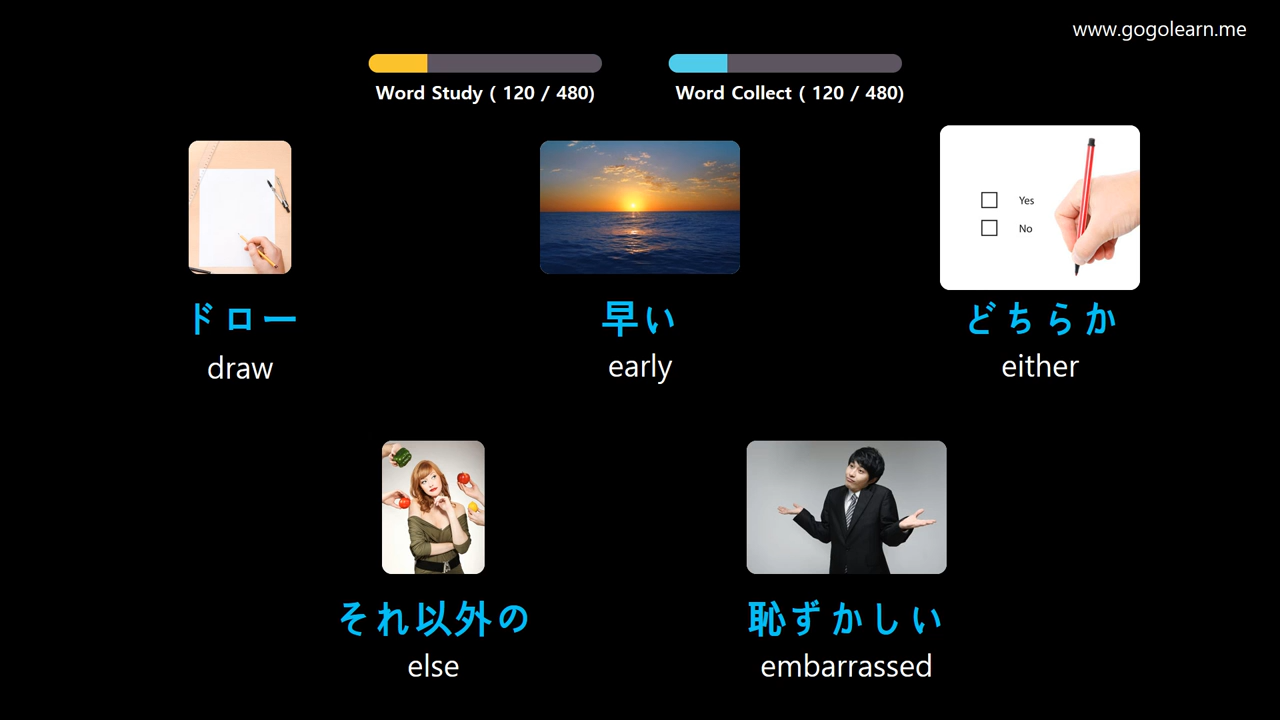 www.gogolearn.me
Word Study ( 120 / 480)
Word Collect ( 120 / 480)
Yes
No
ドロー
draw
早い
early
どちらか
either
それ以外の
else
恥ずかしい
embarrassed